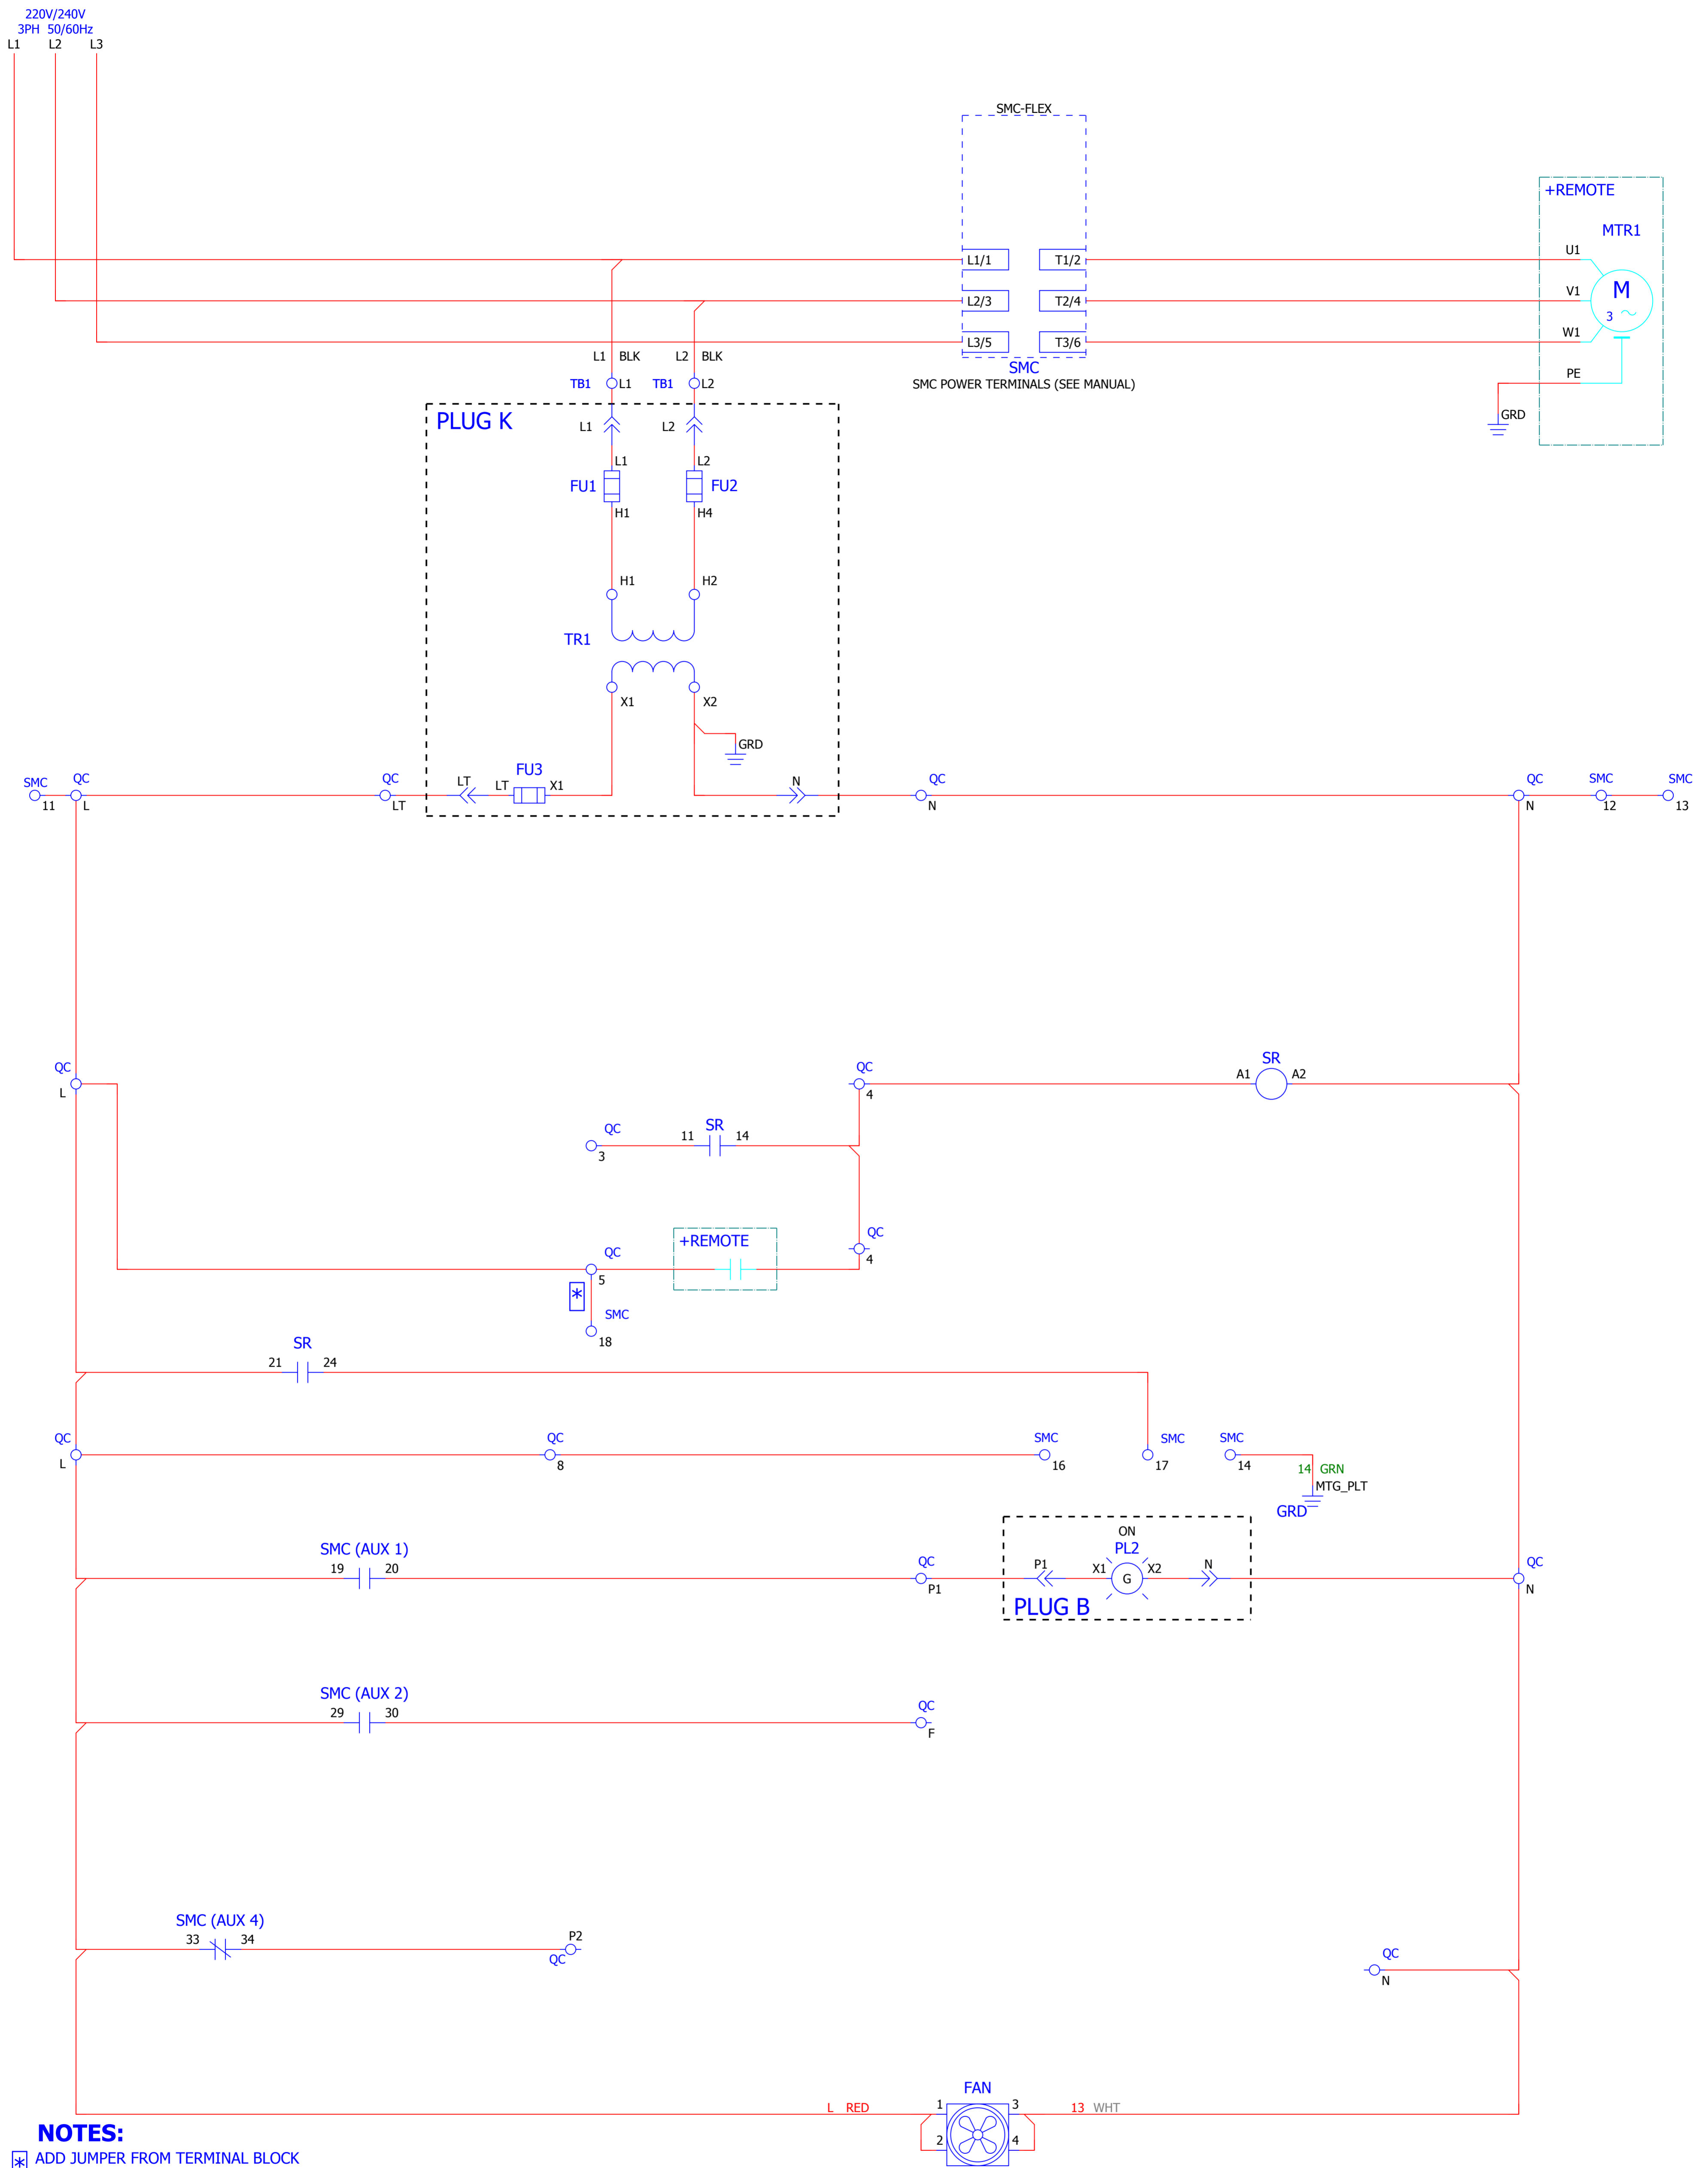 220V/240V
3PH 50/60Hz
L1 L2 L3
SMC-FLEX
+REMOTE
MTR1
L1/1 T1/2 U1
L2/3 T2/4 V1 M
3
L3/5 T3/6 W1
L1 BLK L2 BLK
SMC
SMC POWER TERMINALS (SEE MANUAL)
PE
TB1 L1 TB1 L2
GRD
PLUG K
L1 L2
L1 L2
FU1 FU2
H1 H4
H1 H2
TR1
X1 X2
GRD
FU3
SMC QC QC LT LT X1 N QC QC SMC SMC
11 L LT N N 12 13
QC QC SR
L 4 A1 A2
QC 11 SR 14
3
QC +REMOTE QC
5 4
*
SMC
18
SR
21 24
QC QC SMC SMC SMC
L 8 16 17 14
14 GRN
MTG_PLT
GRD
ON
SMC (AUX 1) PL2
19 20 QC P1 X1 G X2 N QC
P1 N
PLUG B
SMC (AUX 2)
29 30 QC
F
SMC (AUX 4)
33 34 P2
QC
QC
N
FAN
L RED 1 3 13 WHT
2 4
NOTES:
* ADD JUMPER FROM TERMINAL BLOCK